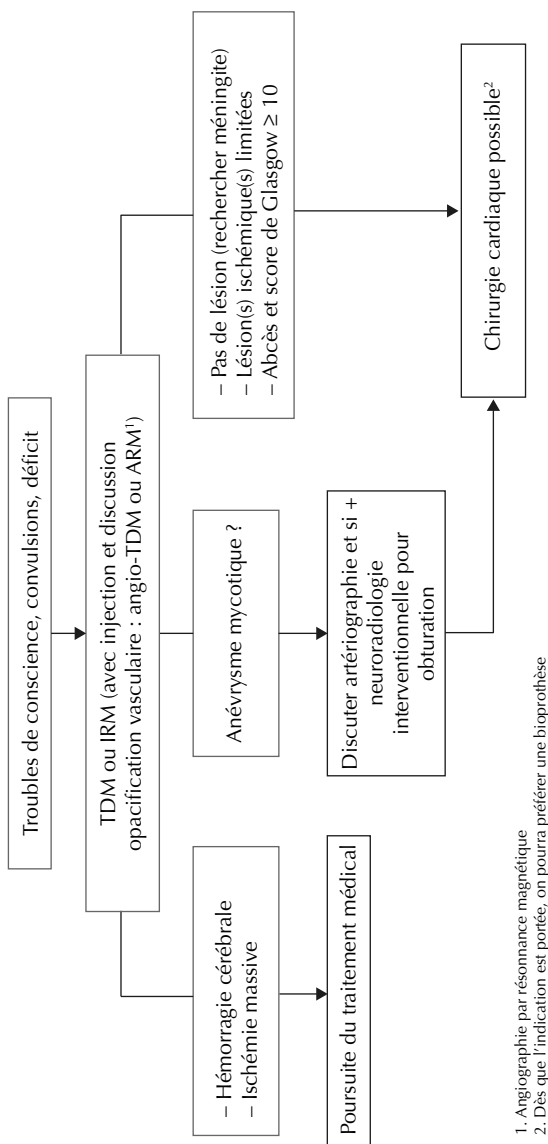 Troubles de conscience, convulsions, déficit
TDM ou IRM (avec injection et discussion
opacification vasculaire : angio-TDM ou ARM¹)
– Hémorragie cérébrale
– Ischémie massive
Poursuite du traitement médical
Anévrysme mycotique ?
Discuter artériographie et si +
neuroradiologie
interventionnelle pour
obturation
– Pas de lésion (rechercher méningite)
– Lésion(s) ischémique(s) limitées
– Abcès et score de Glasgow ≥ 10
Chirurgie cardiaque possible²
1. Angiographie par résonnance magnétique
2. Dès que l'indication est portée, on pourra préférer une bioprothèse